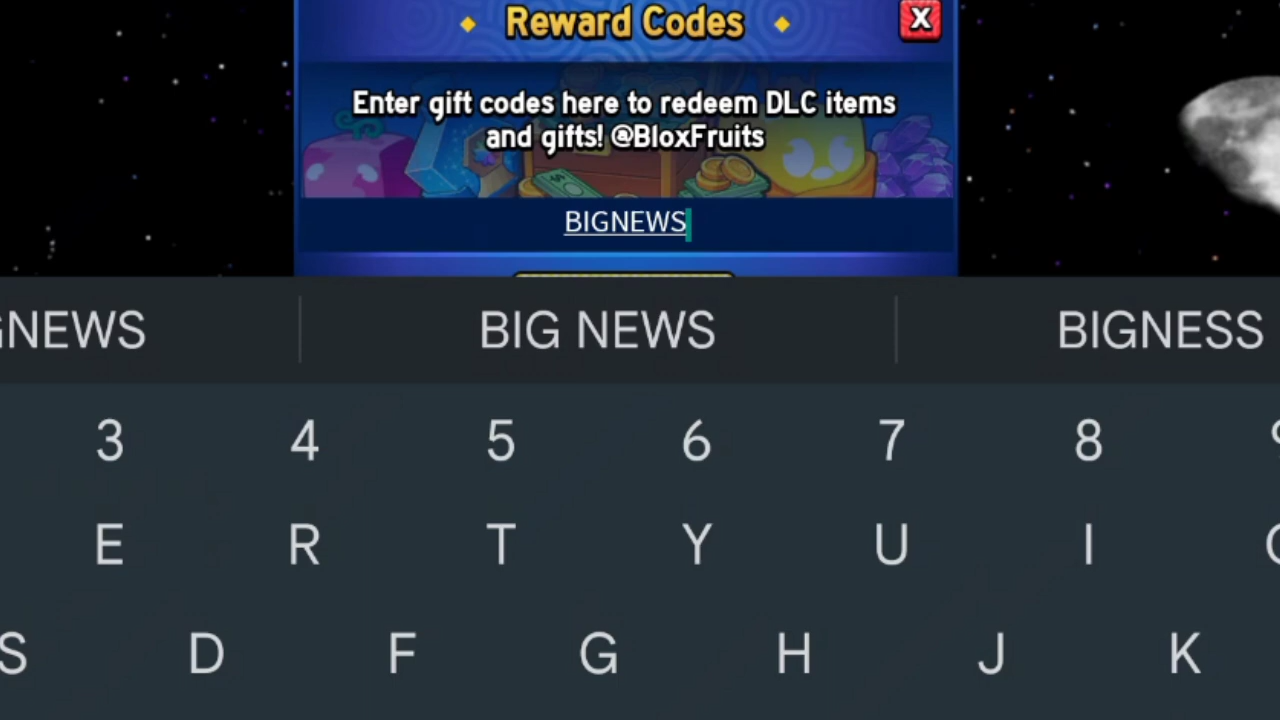 Reward Codes
X
Enter gift codes here to redeem DLC items
and gifts! @BloxFruits
BIGNEWS
GNEWS BIG NEWS BIGNESS
3 4 5 6 7 8 9
E R T Y U I O
S D F G H J K